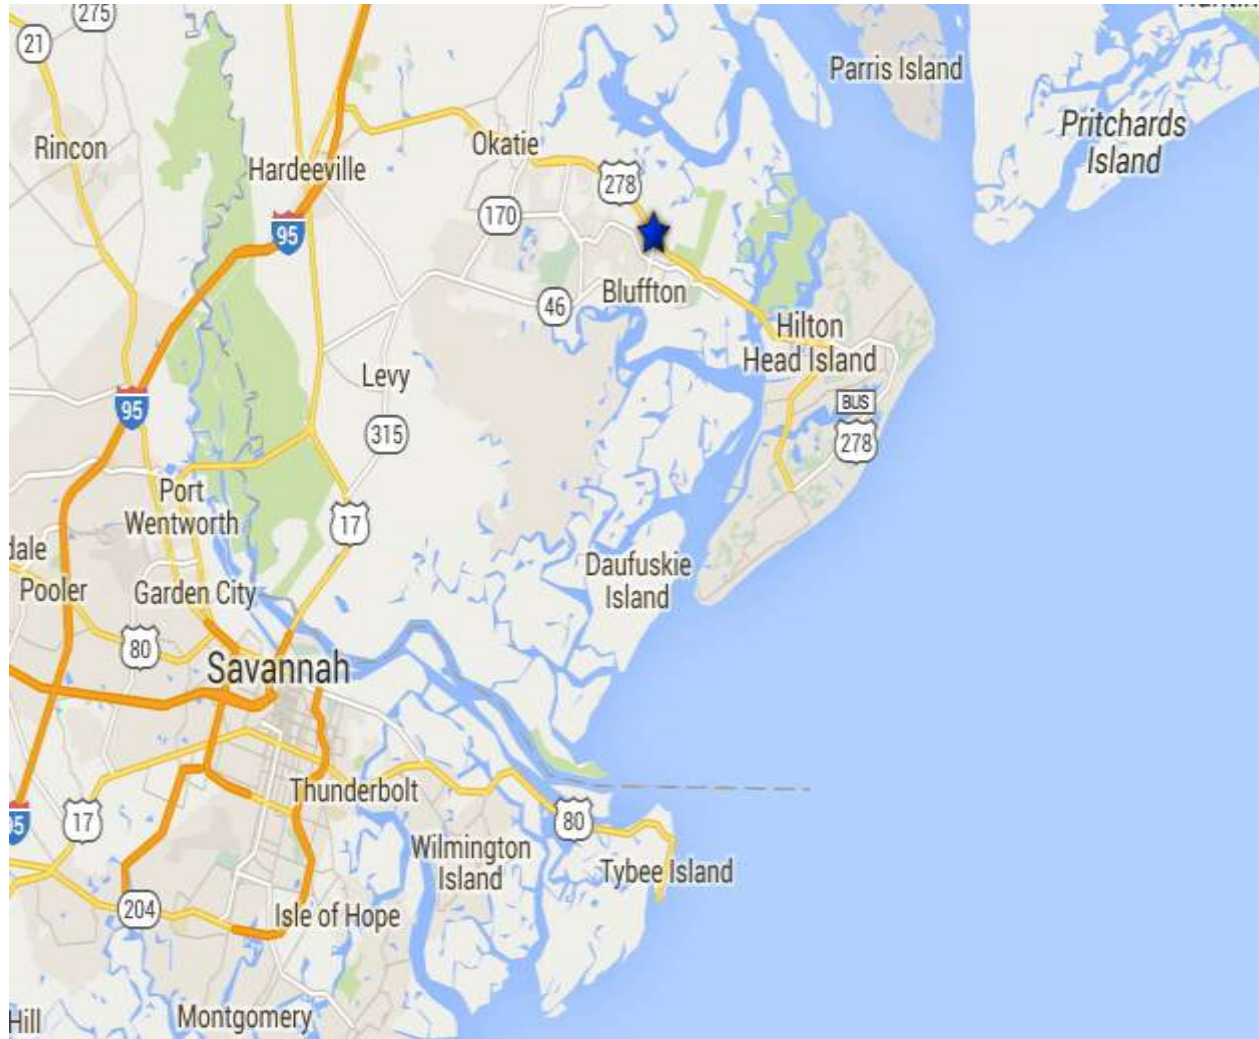 275
21
Parris Island
Pritchards
Island
Rincon
Okatie
Hardeeville
278
170
95
Bluffton
46
Hilton
Head Island
Levy
95
BUS
278
315
Port
Wentworth
17
dale
Pooler
Garden City
Daufuskie
Island
80
Savannah
Thunderbolt
95
17
80
Wilmington
Island
Tybee Island
204
Isle of Hope
Hill
Montgomery